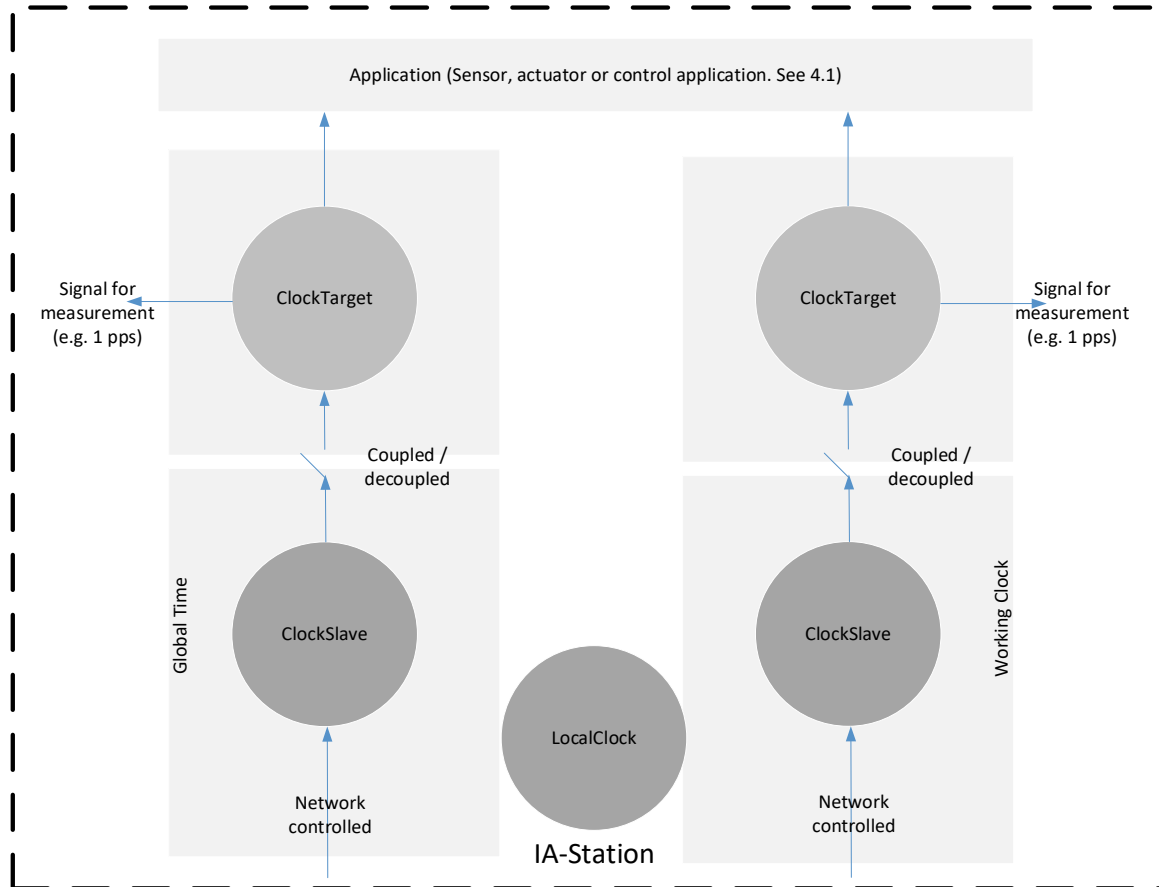 Application (Sensor, actuator or control application. See 4.1)
ClockTarget
ClockTarget
Signal for
measurement
(e.g. 1 pps)
Signal for
measurement
(e.g. 1 pps)
Coupled /
decoupled
Coupled /
decoupled
Global Time
ClockSlave
ClockSlave
Working Clock
LocalClock
Network
controlled
Network
controlled
IA-Station